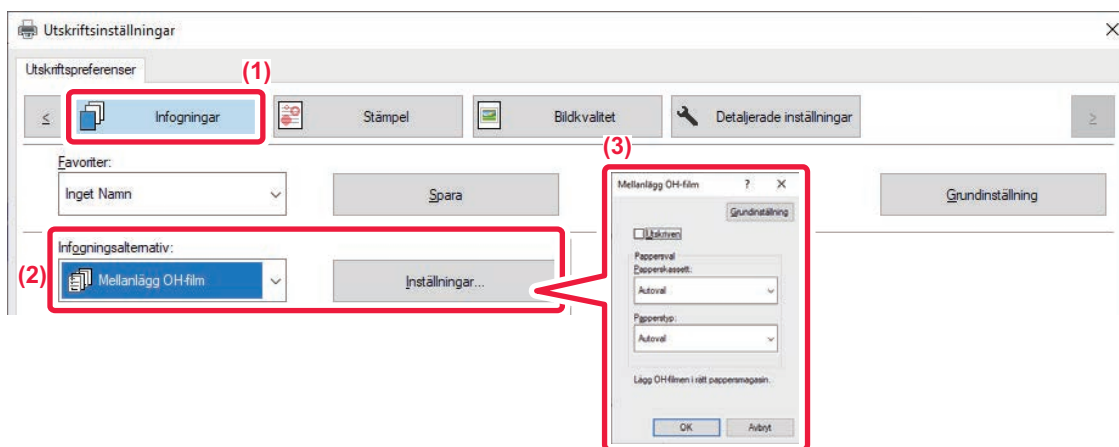 Utskriftsinställningar
Utskriftspreferenser
(1)
Infogningar
Stämpel
Bildkvalitet
Detaljerade inställningar
Favoriter:
Inget Namn
Spara
Grundinställning
Infogningsalternativ:
(2)
Mellanlägg OH-film
Inställningar...
(3)
Mellanlägg OH-film ?
Grundinställning
Utskriven
Pappersval
Papperskassett:
Autoval
Papperstyp:
Autoval
Lägg OH-filmen i rätt pappersmagasin.
OK Avbryt